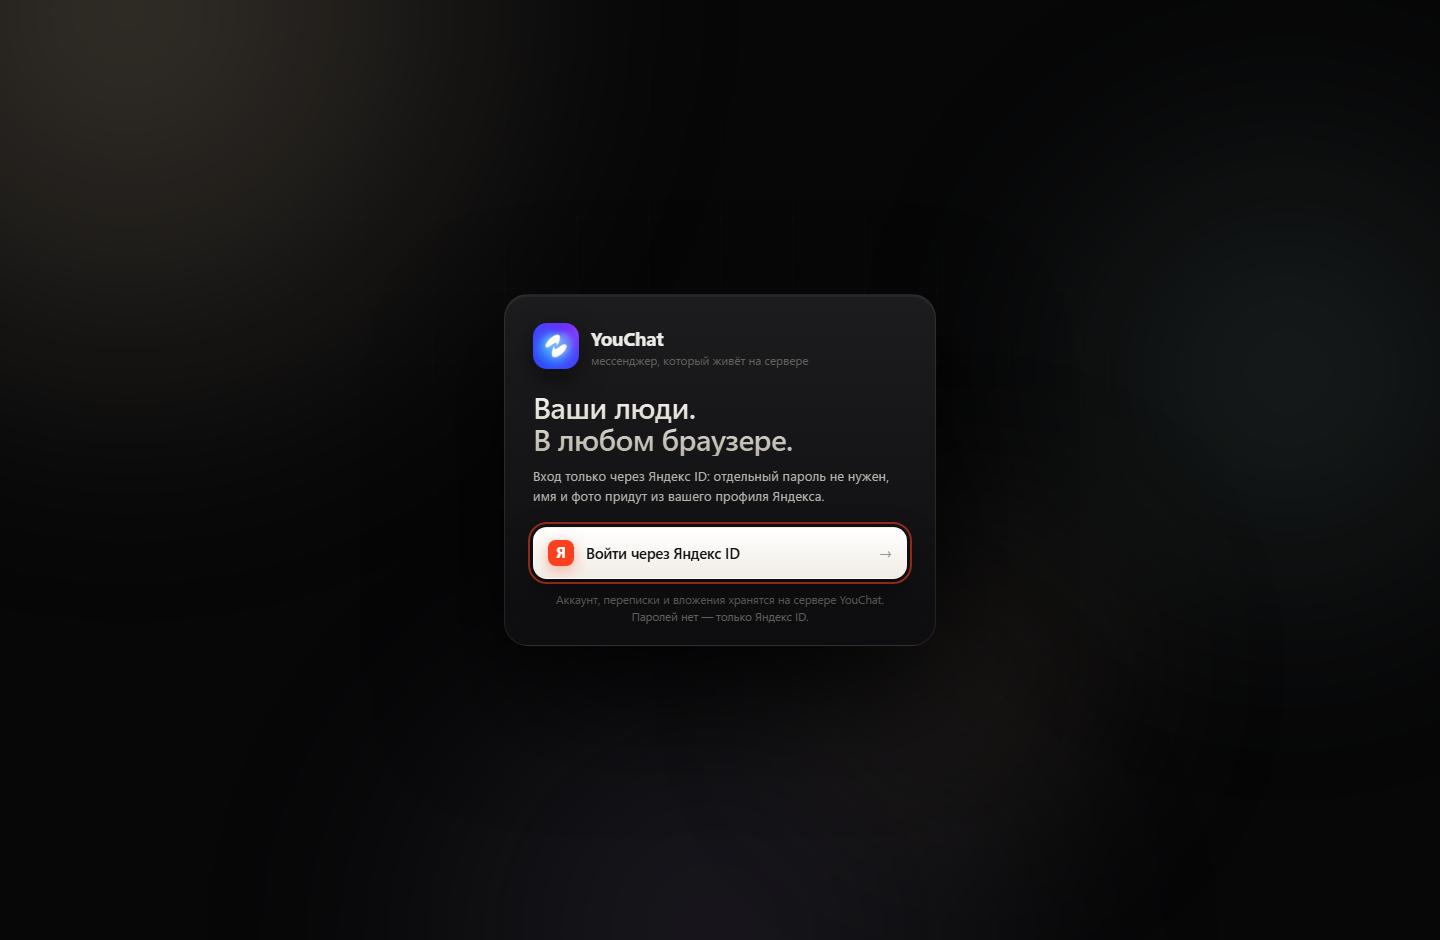 YouChat
мессенджер, который живёт на сервере
Ваши люди.
В любом браузере.
Вход только через Яндекс ID: отдельный пароль не нужен,
имя и фото придут из вашего профиля Яндекса.
Я Войти через Яндекс ID →
Аккаунт, переписки и вложения хранятся на сервере YouChat.
Паролей нет — только Яндекс ID.